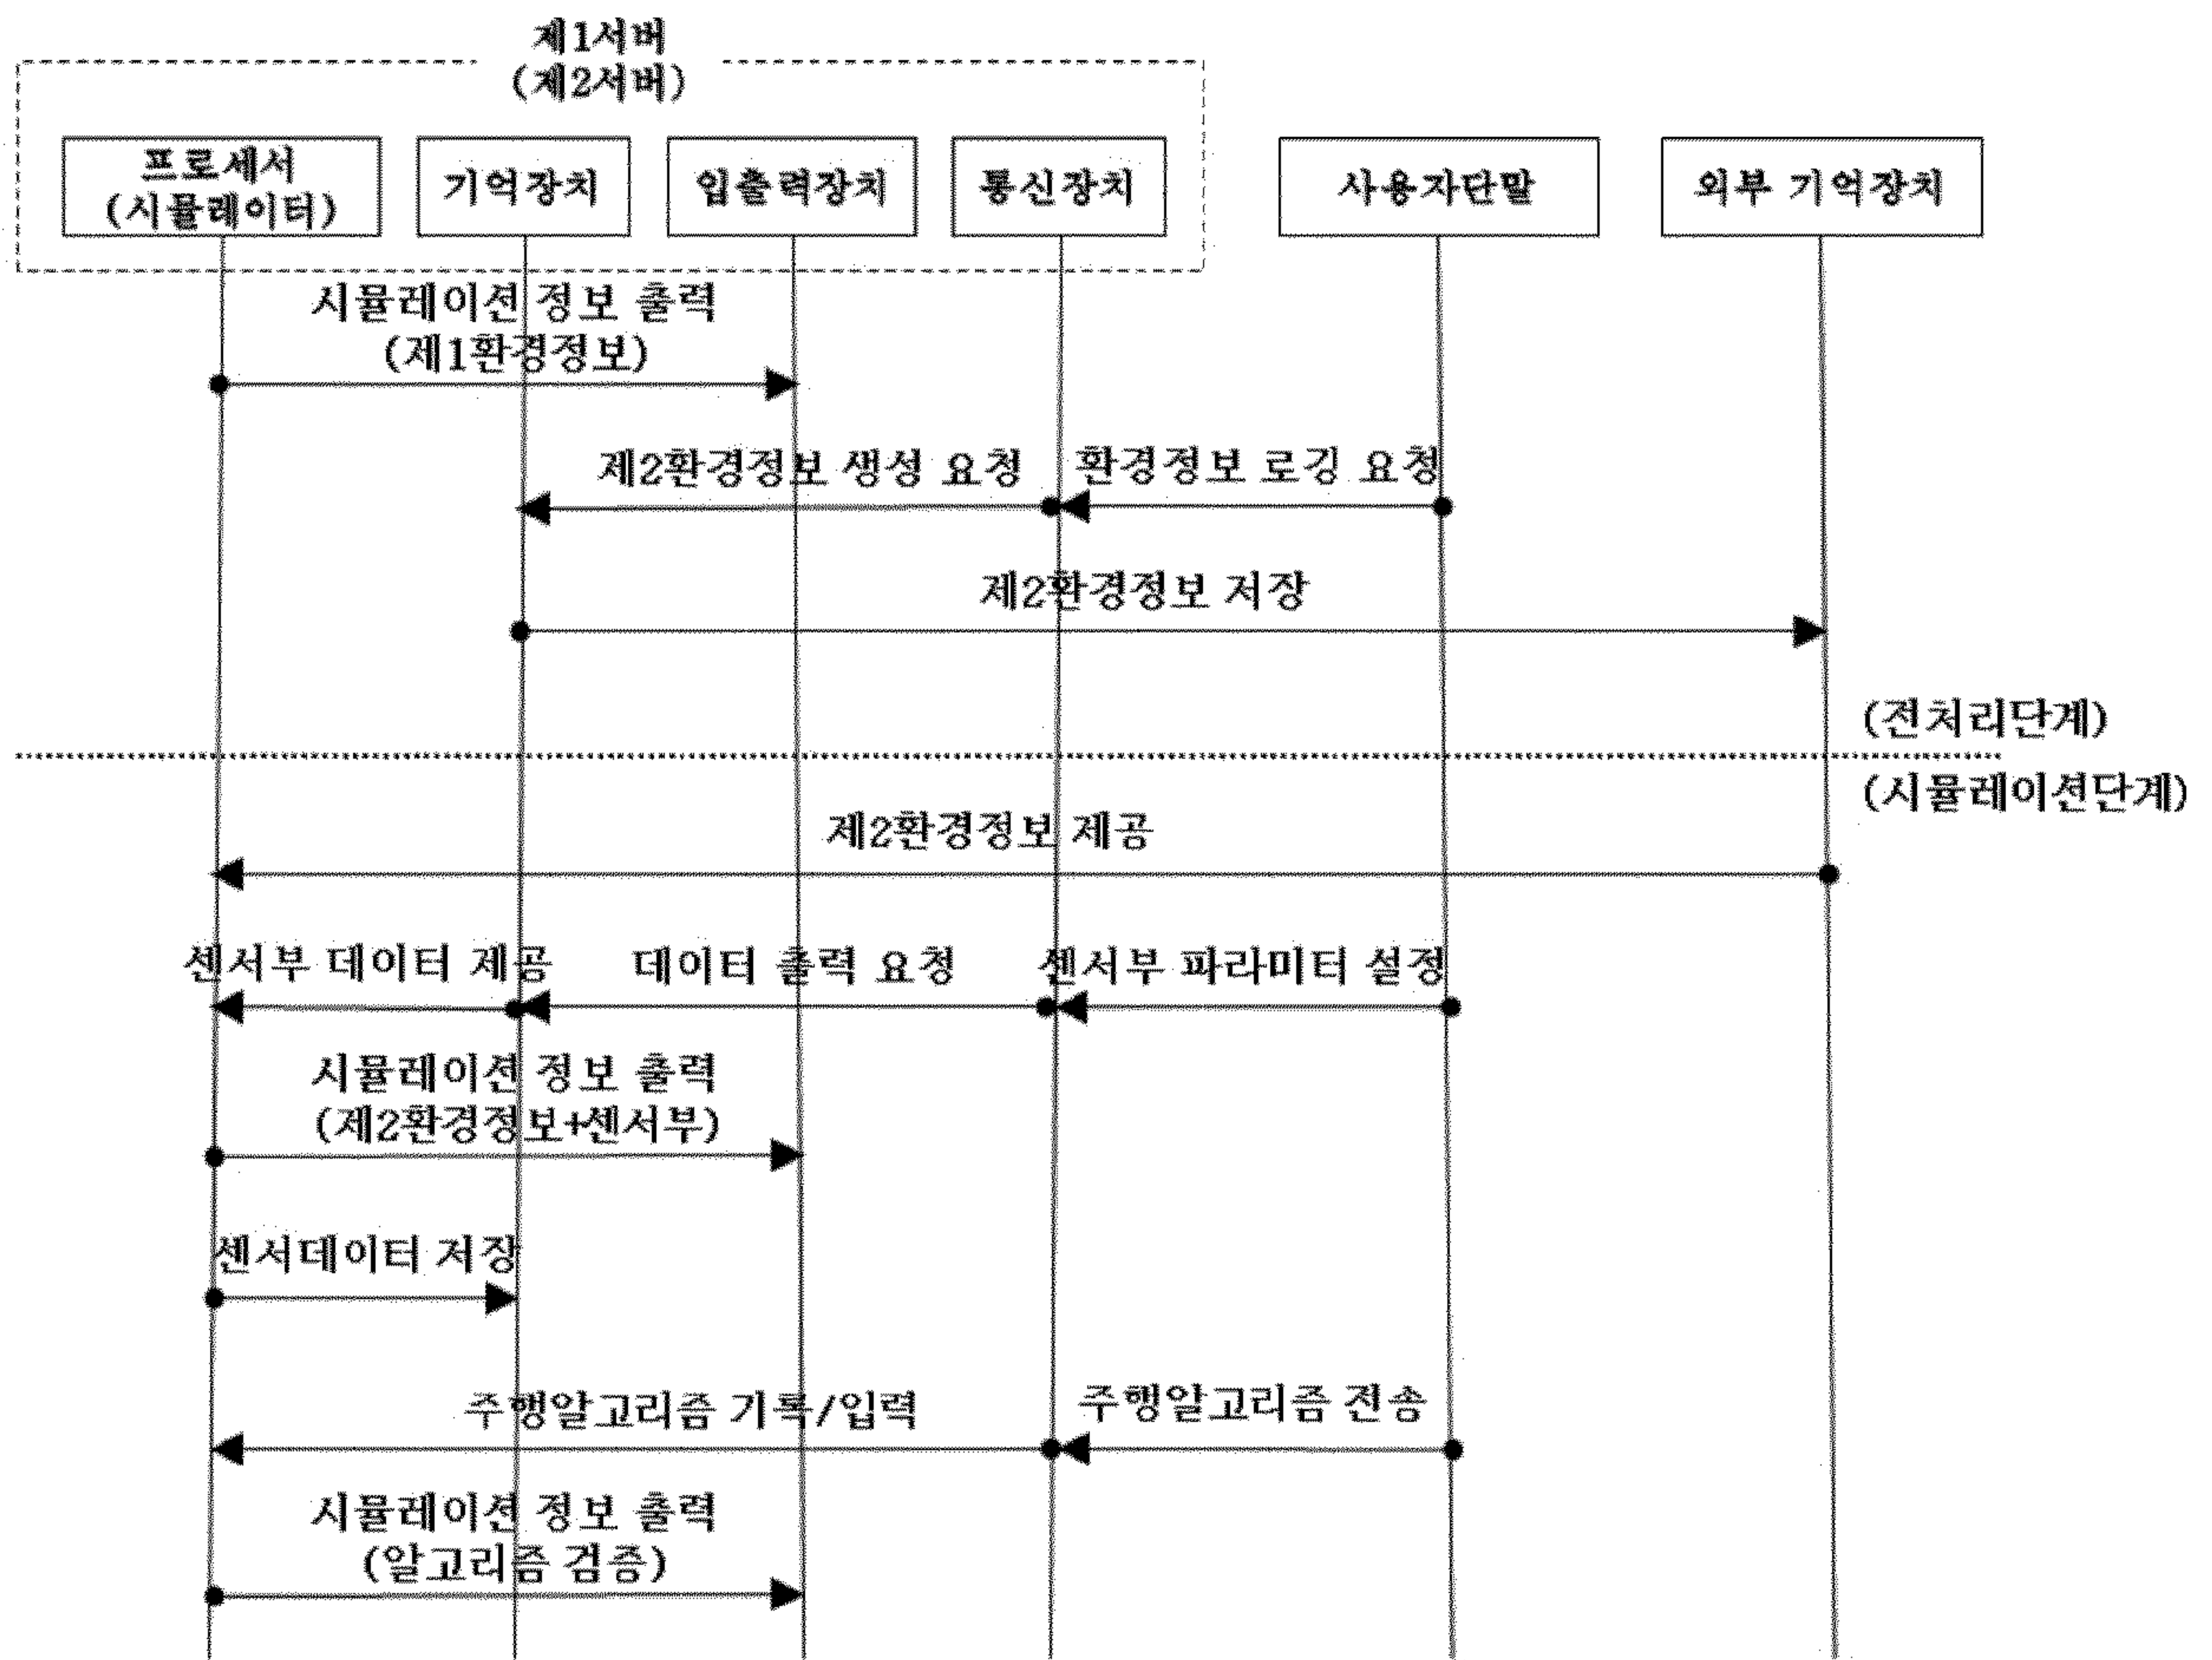 제1서버
(제2서버)
프로세서
(시뮬레이터)
기억장치
입출력장치
통신장치
사용자단말
외부 기억장치
시뮬레이션 정보 출력
(제1환경정보)
제2환경정보 생성 요청
환경정보 로깅 요청
제2환경정보 저장
(전처리단계)
(시뮬레이션단계)
제2환경정보 제공
센서부 데이터 제공
데이터 출력 요청
센서부 파라미터 설정
시뮬레이션 정보 출력
(제2환경정보+센서부)
센서데이터 저장
주행알고리즘 기록/입력
주행알고리즘 전송
시뮬레이션 정보 출력
(알고리즘 검증)